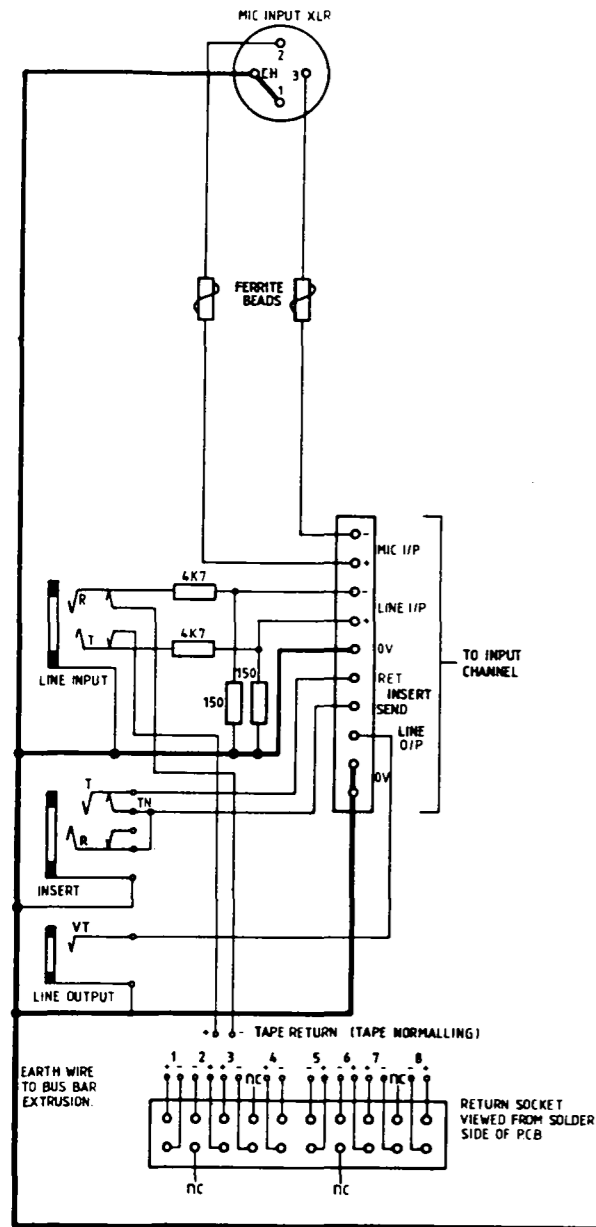 MIC INPUT XLR
2
CH 3
1
FERRITE
BEADS
-
MIC I/P
+
4K7
-
R
LINE I/P
+
4K7
T
0V
TO INPUT
CHANNEL
LINE INPUT
RET
INSERT
SEND
150
150
LINE
O/P
T
TN
0V
R
INSERT
VT
LINE OUTPUT
+ - TAPE RETURN (TAPE NORMALLING)
EARTH WIRE
TO BUS BAR
EXTRUSION.
1 2 3 4 5 6 7 8
+ - - + + - nc + - - + - + + - nc - +
RETURN SOCKET
VIEWED FROM SOLDER
SIDE OF P.C.B
nc nc